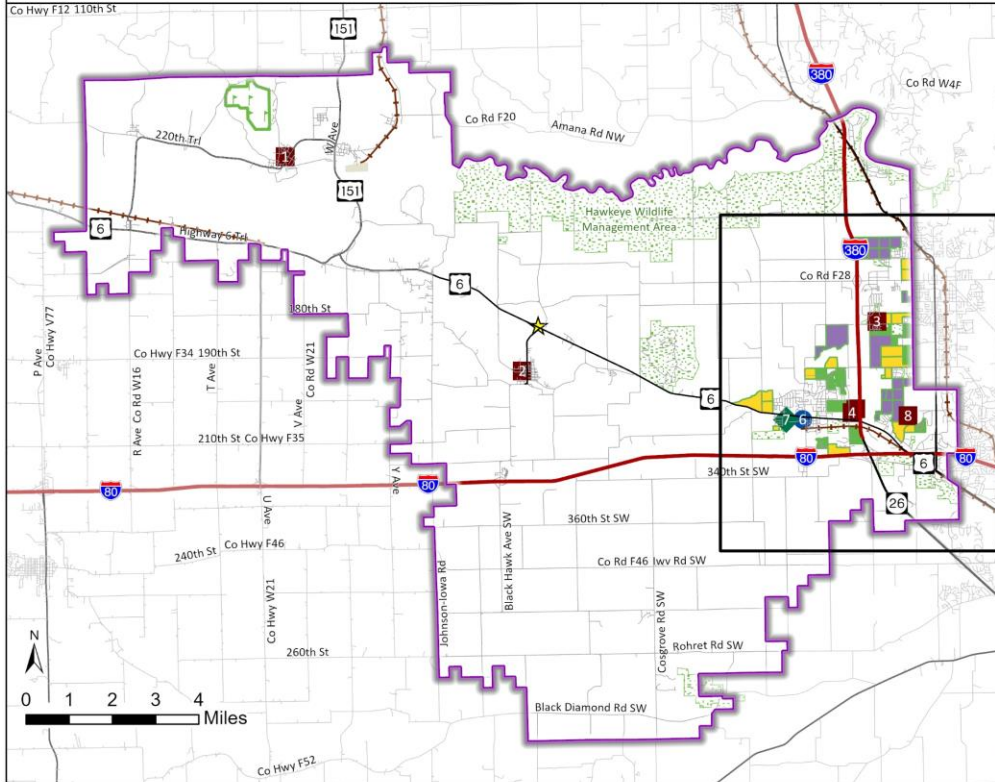 Co Hwy F12 110th St
151
380
Co Rd W4F
Co Rd F20
Amana Rd NW
220th Trl
1
W Ave
151
Hawkeye Wildlife
Management Area
6
Highway 6 Trl
380
Co Rd F28
6
180th St
3
P Ave
Co Hwy V77
Co Hwy F34 190th St
R Ave Co Rd W16
T Ave
V Ave
Co Rd W21
2
6
7
6
4
8
210th St Co Hwy F35
Y Ave
80
6
80
80
80
340th St SW
U Ave
26
360th St SW
240th St
Co Hwy F46
Co Rd F46 Iwv Rd SW
Johnson-Iowa Rd
Black Hawk Ave SW
Co Hwy W21
Cosgrove Rd SW
260th St
Rohret Rd SW
N
0 1 2 3 4
Miles
Black Diamond Rd SW
Co Hwy F52